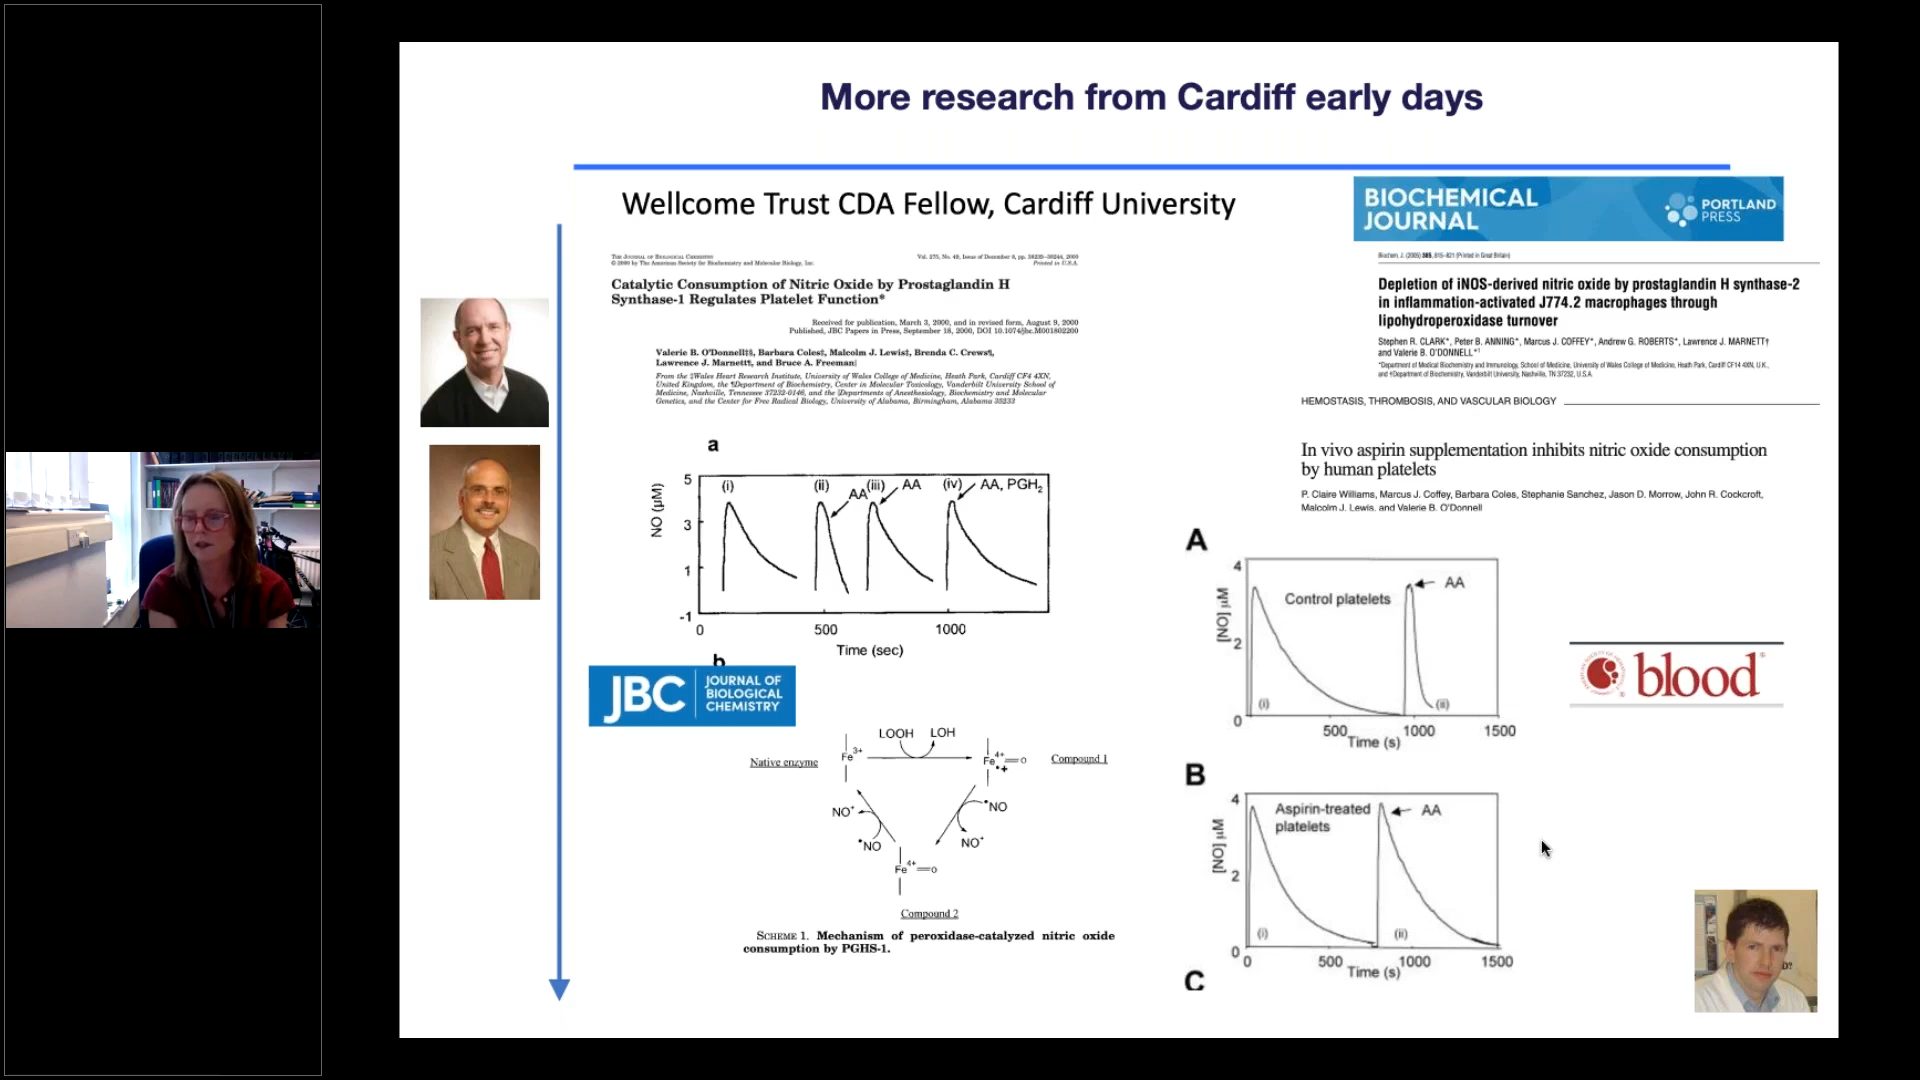 More research from Cardiff early days
Wellcome Trust CDA Fellow, Cardiff University
THE JOURNAL OF BIOLOGICAL CHEMISTRY
© 2000 by The American Society for Biochemistry and Molecular Biology, Inc.
Vol. 275, No. 49, Issue of December 8, pp. 38239–38244, 2000
Printed in U.S.A.
Catalytic Consumption of Nitric Oxide by Prostaglandin H
Synthase-1 Regulates Platelet Function*
Received for publication, March 3, 2000, and in revised form, August 9, 2000
Published, JBC Papers in Press, September 18, 2000, DOI 10.1074/jbc.M001802200
Valerie B. O'Donnell‡§, Barbara Coles‡, Malcolm J. Lewis‡, Brenda C. Crews¶,
Lawrence J. Marnett¶, and Bruce A. Freeman‖
From the ‡Wales Heart Research Institute, University of Wales College of Medicine, Heath Park, Cardiff CF4 4XN,
United Kingdom, the ¶Department of Biochemistry, Center in Molecular Toxicology, Vanderbilt University School of
Medicine, Nashville, Tennessee 37232-0146, and the ‖Departments of Anesthesiology, Biochemistry and Molecular
Genetics, and the Center for Free Radical Biology, University of Alabama, Birmingham, Alabama 35233
a
NO (μM)
5
3
1
-1
(i)
(ii)
AA
(iii)
AA
(iv)
AA, PGH2
0
500
1000
Time (sec)
b
JBC
JOURNAL OF
BIOLOGICAL
CHEMISTRY
LOOH
LOH
Native enzyme
Fe3+
Fe4+=O
•+
Compound 1
NO+
•NO
•NO
NO+
Fe4+=O
Compound 2
SCHEME 1. Mechanism of peroxidase-catalyzed nitric oxide
consumption by PGHS-1.
BIOCHEMICAL
JOURNAL
PORTLAND
PRESS
Biochem. J. (2005) 385, 815–821 (Printed in Great Britain)
Depletion of iNOS-derived nitric oxide by prostaglandin H synthase-2
in inflammation-activated J774.2 macrophages through
lipohydroperoxidase turnover
Stephen R. CLARK*, Peter B. ANNING*, Marcus J. COFFEY*, Andrew G. ROBERTS*, Lawrence J. MARNETT†
and Valerie B. O'DONNELL*1
*Department of Medical Biochemistry and Immunology, School of Medicine, University of Wales College of Medicine, Heath Park, Cardiff CF14 4XN, U.K.,
and †Department of Biochemistry, Vanderbilt University, Nashville, TN 37232, U.S.A.
HEMOSTASIS, THROMBOSIS, AND VASCULAR BIOLOGY
In vivo aspirin supplementation inhibits nitric oxide consumption
by human platelets
P. Claire Williams, Marcus J. Coffey, Barbara Coles, Stephanie Sanchez, Jason D. Morrow, John R. Cockcroft,
Malcolm J. Lewis, and Valerie B. O'Donnell
A
[NO] μM
4
2
0
Control platelets
AA
(i)
(ii)
500
1000
1500
Time (s)
blood
B
[NO] μM
4
2
0
Aspirin-treated
platelets
AA
(i)
(ii)
0
500
1000
1500
Time (s)
C